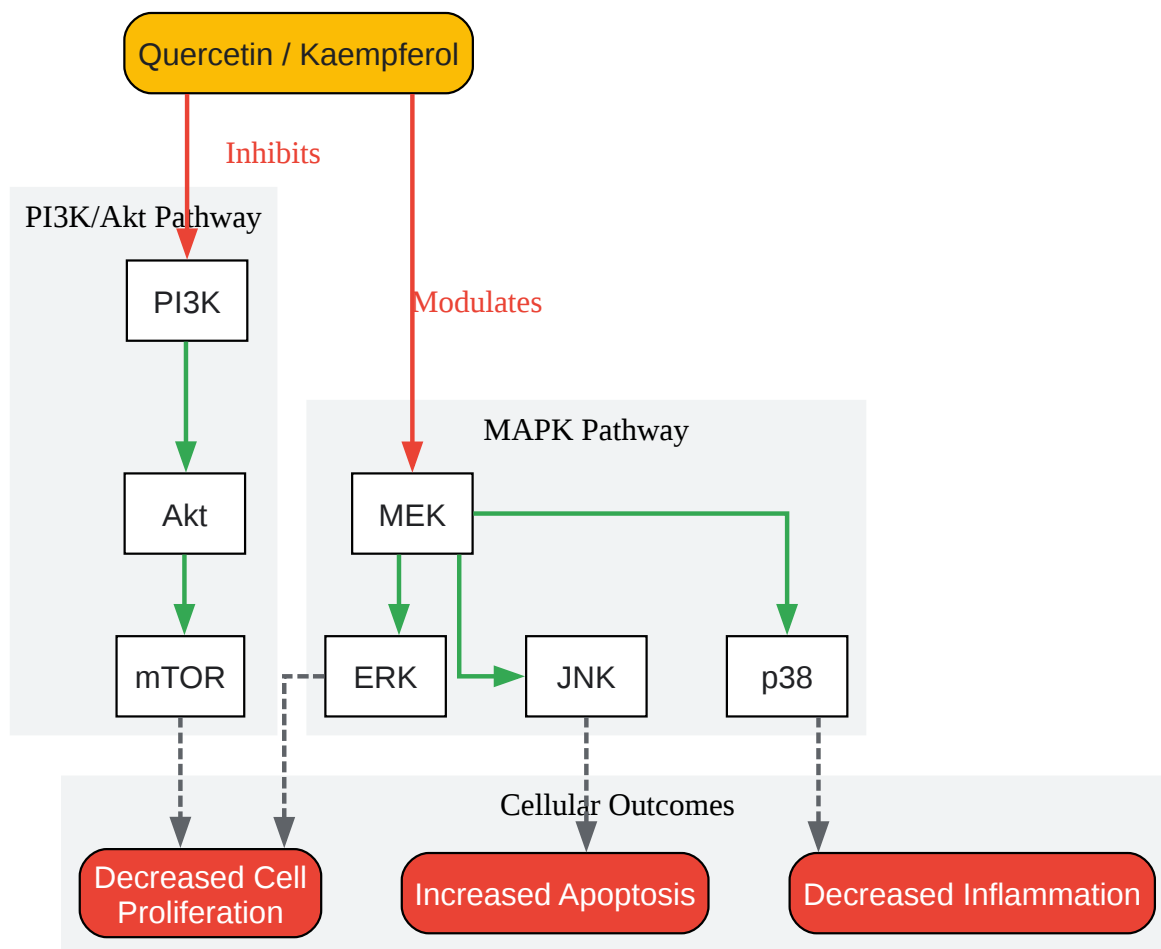 Quercetin / Kaempferol
Inhibits
PI3K/Akt Pathway
PI3K
Modulates
MAPK Pathway
Akt
MEK
mTOR
ERK
JNK
p38
Cellular Outcomes
Decreased Cell
Proliferation
Increased Apoptosis
Decreased Inflammation